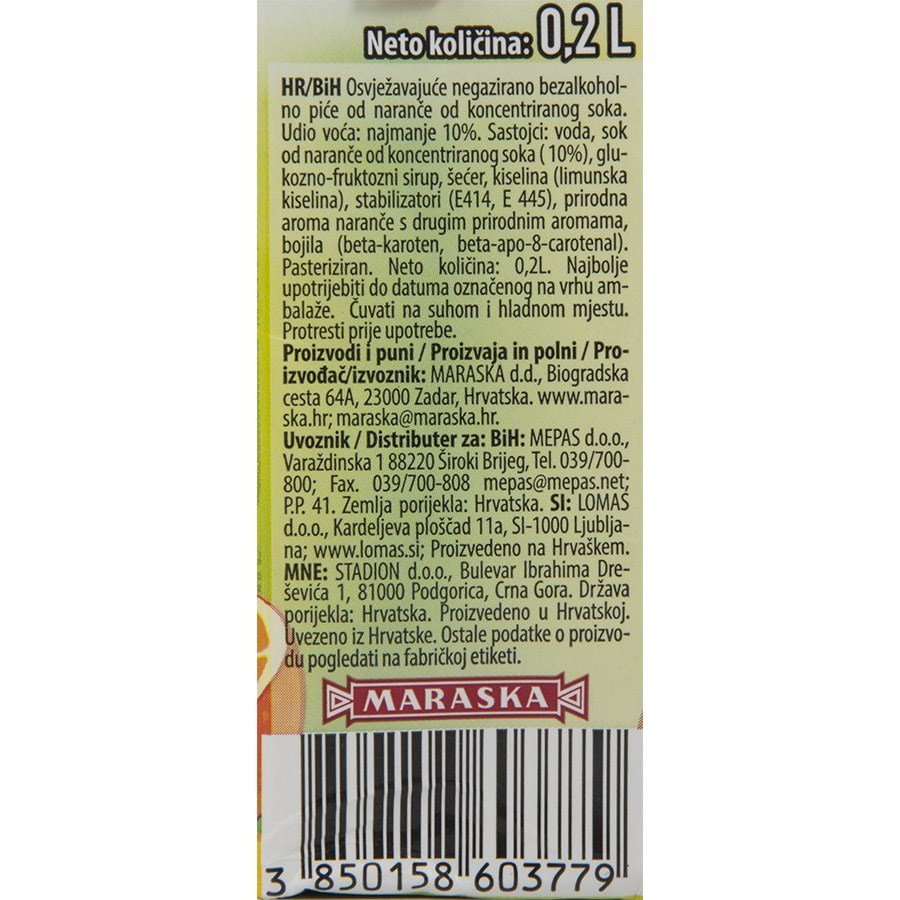 Neto količina: 0,2 L
HR/BiH Osvježavajuće negazirano bezalkohol-
no piće od naranče od koncentriranog soka.
Udio voća: najmanje 10%. Sastojci: voda, sok
od naranče od koncentriranog soka ( 10%), glu-
kozno-fruktozni sirup, šećer, kiselina (limunska
kiselina), stabilizatori (E414, E 445), prirodna
aroma naranče s drugim prirodnim aromama,
bojila (beta-karoten, beta-apo-8-carotenal).
Pasteriziran. Neto količina: 0,2L. Najbolje
upotrijebiti do datuma označenog na vrhu am-
balaže. Čuvati na suhom i hladnom mjestu.
Protresti prije upotrebe.
Proizvodi i puni / Proizvaja in polni / Pro-
izvođač/izvoznik: MARASKA d.d., Biogradska
cesta 64A, 23000 Zadar, Hrvatska. www.mara-
ska.hr; maraska@maraska.hr.
Uvoznik / Distributer za: BiH: MEPAS d.o.o.,
Varaždinska 1 88220 Široki Brijeg, Tel. 039/700-
800; Fax. 039/700-808 mepas@mepas.net;
P.P. 41. Zemlja porijekla: Hrvatska. SI: LOMAS
d.o.o., Kardeljeva ploščad 11a, SI-1000 Ljublja-
na; www.lomas.si; Proizvedeno na Hrvaškem.
MNE: STADION d.o.o., Bulevar Ibrahima Dre-
ševića 1, 81000 Podgorica, Crna Gora. Država
porijekla: Hrvatska. Proizvedeno u Hrvatskoj.
Uvezeno iz Hrvatske. Ostale podatke o proizvo-
du pogledati na fabričkoj etiketi.
MARASKA
3 850158 603779